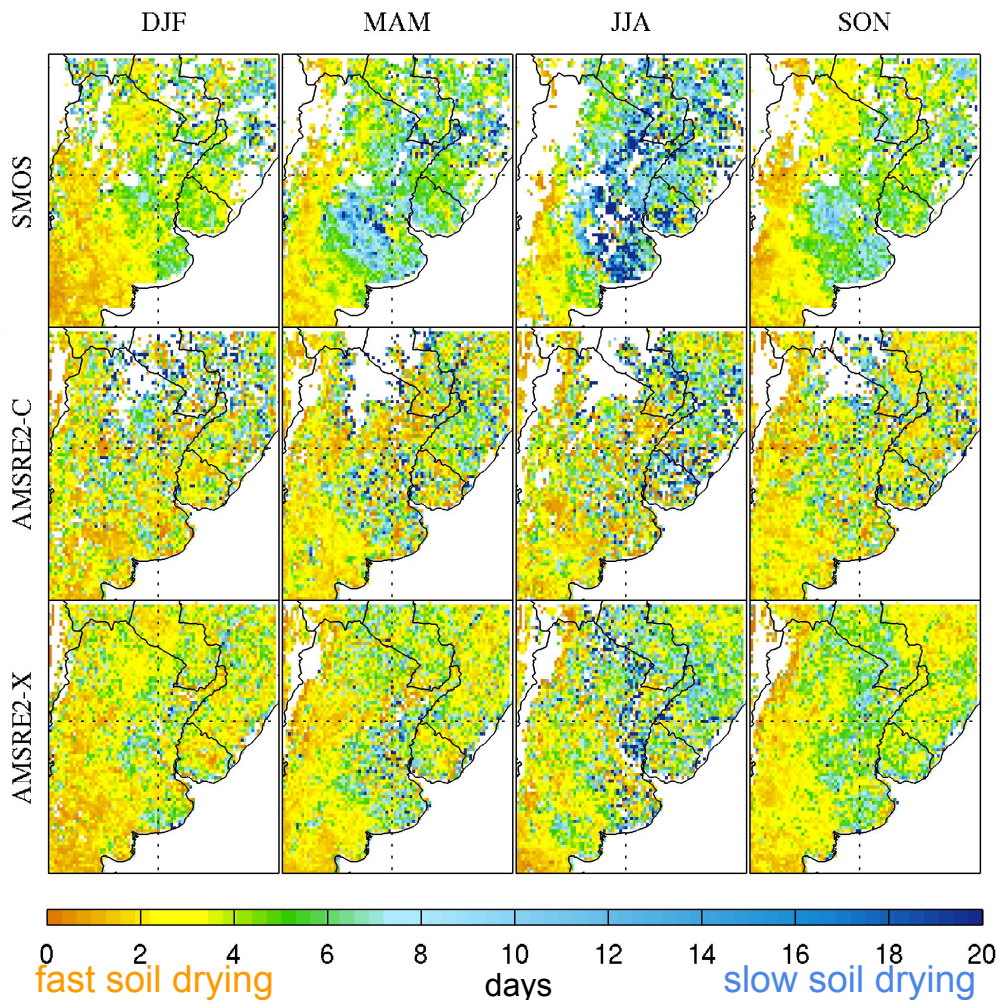 DJF MAM JJA SON
SMOS
AMSRE2-C
AMSRE2-X
0 2 4 6 8 10 12 14 16 18 20
fast soil drying days slow soil drying